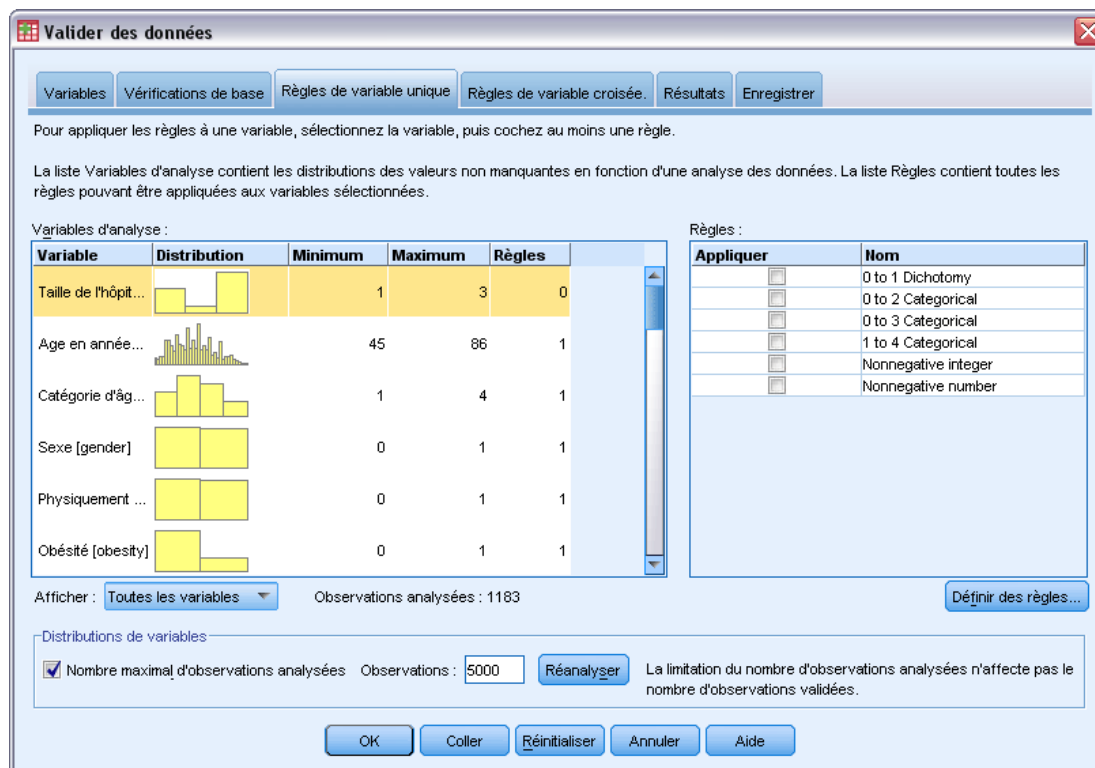 Valider des données
Variables Vérifications de base Règles de variable unique Règles de variable croisée. Résultats Enregistrer
Pour appliquer les règles à une variable, sélectionnez la variable, puis cochez au moins une règle.
La liste Variables d'analyse contient les distributions des valeurs non manquantes en fonction d'une analyse des données. La liste Règles contient toutes les
règles pouvant être appliquées aux variables sélectionnées.
Variables d'analyse :
Variable Distribution Minimum Maximum Règles
Taille de l'hôpit... 1 3 0
Age en année... 45 86 1
Catégorie d'âg... 1 4 1
Sexe [gender] 0 1 1
Physiquement ... 0 1 1
Obésité [obesity] 0 1 1
Règles :
Appliquer Nom
0 to 1 Dichotomy
0 to 2 Categorical
0 to 3 Categorical
1 to 4 Categorical
Nonnegative integer
Nonnegative number
Afficher : Toutes les variables Observations analysées : 1183
Définir des règles...
Distributions de variables
Nombre maximal d'observations analysées Observations : 5000 Réanalyser
La limitation du nombre d'observations analysées n'affecte pas le
nombre d'observations validées.
OK Coller Réinitialiser Annuler Aide